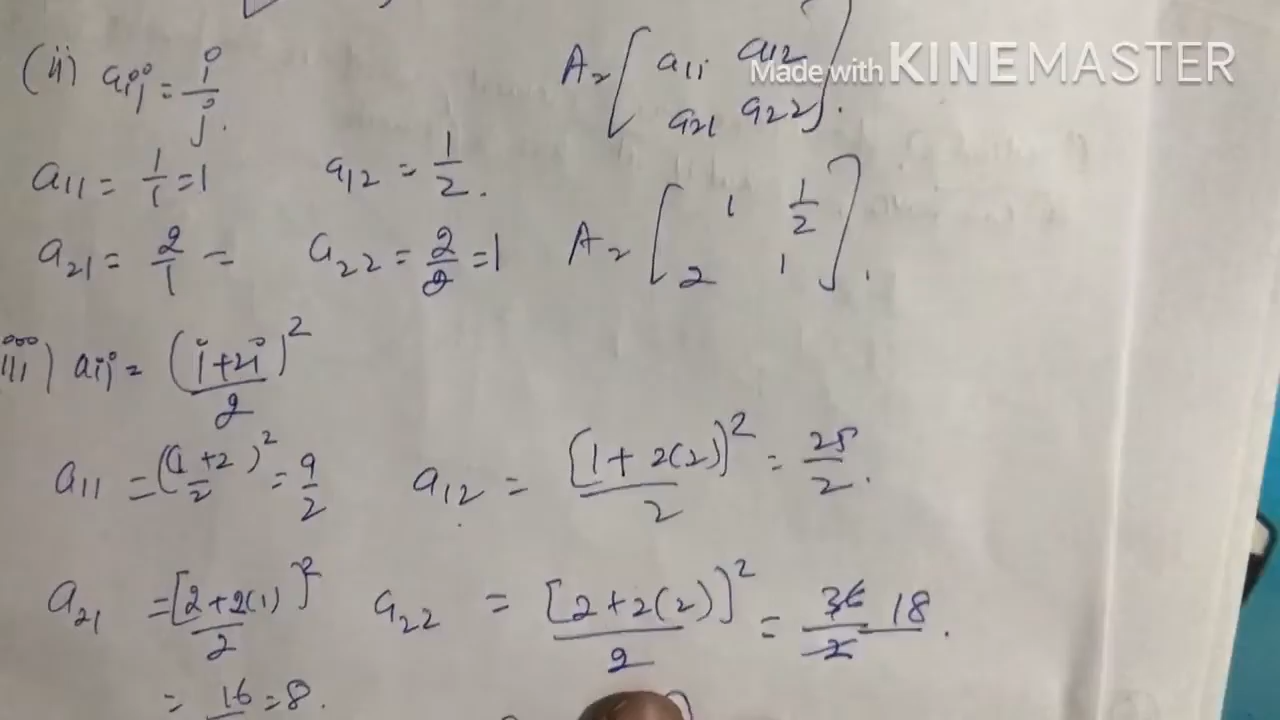 (ii) aij = i/j. A = [ a11 a12
a21 a22 ].
Made with KINEMASTER
a11 = 1/1 = 1 a12 = 1/2.
a21 = 2/1 = a22 = 2/2 = 1 A = [ 1 1/2
2 1 ].
iii) aij = (i+2j)²/2
a11 = (1+2)²/2 = 9/2 a12 = [1+2(2)]²/2 = 25/2.
a21 = [2+2(1)]²/2 a22 = [2+2(2)]²/2 = 36/2 18.
= 16 = 8.